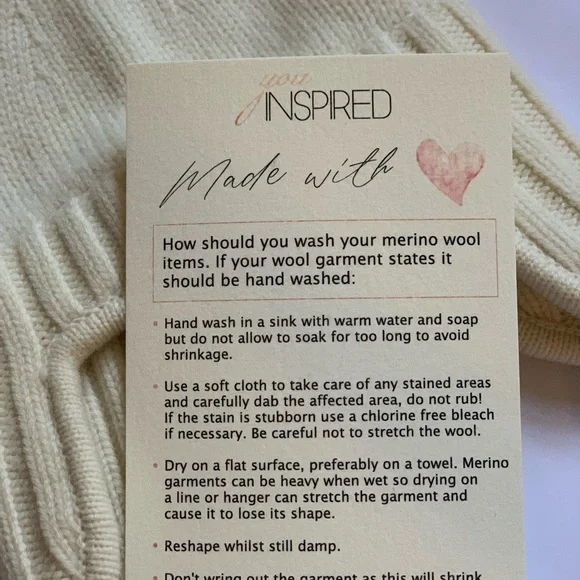 you
INSPIRED
Made with
How should you wash your merino wool
items. If your wool garment states it
should be hand washed:
• Hand wash in a sink with warm water and soap
but do not allow to soak for too long to avoid
shrinkage.
• Use a soft cloth to take care of any stained areas
and carefully dab the affected area, do not rub!
If the stain is stubborn use a chlorine free bleach
if necessary. Be careful not to stretch the wool.
• Dry on a flat surface, preferably on a towel. Merino
garments can be heavy when wet so drying on
a line or hanger can stretch the garment and
cause it to lose its shape.
• Reshape whilst still damp.
• Don't wring out the garment as this will shrink